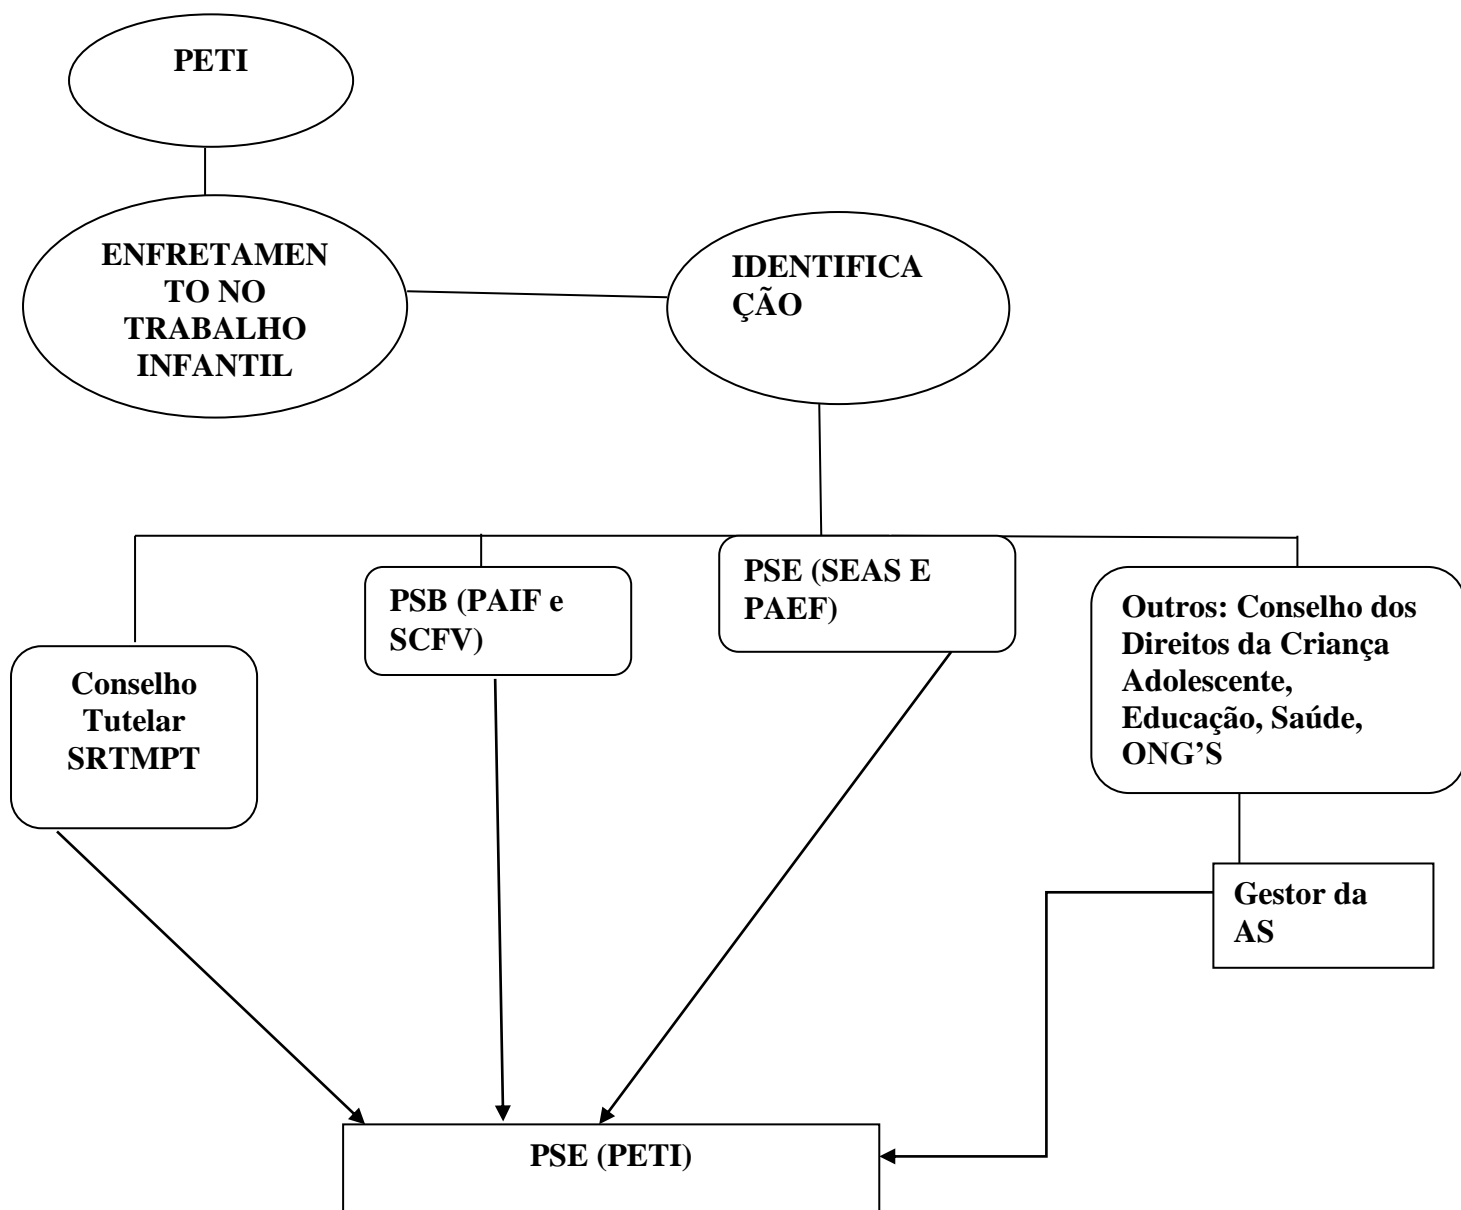 PETI
ENFRETAMEN
TO NO
TRABALHO
INFANTIL
IDENTIFICA
ÇÃO
Conselho
Tutelar
SRTMPT
PSB (PAIF e
SCFV)
PSE (SEAS E
PAEF)
Outros: Conselho dos
Direitos da Criança
Adolescente,
Educação, Saúde,
ONG’S
Gestor da
AS
PSE (PETI)